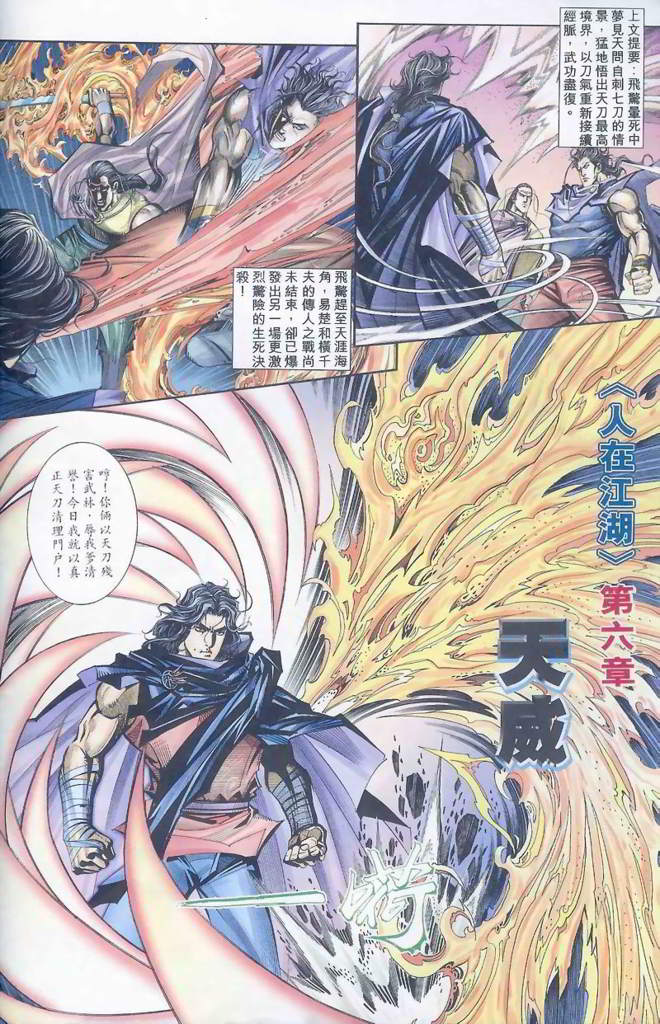 上文提要：飛驚暈死中
夢見天問自刺七刀的情
景，猛地悟出天刀最高
境界，以刀氣重新接續
經脈，武功盡復。
飛驚趕至天涯海
角，易楚和橫千
夫的傳人之戰尚
未結束，卻已爆
發出另一場更激
烈驚險的生死決
殺！
《人在江湖》第六章
天威
哼！你倆以天刀殘
害武林，辱我爹清
譽！今日我就以真
正天刀清理門户！